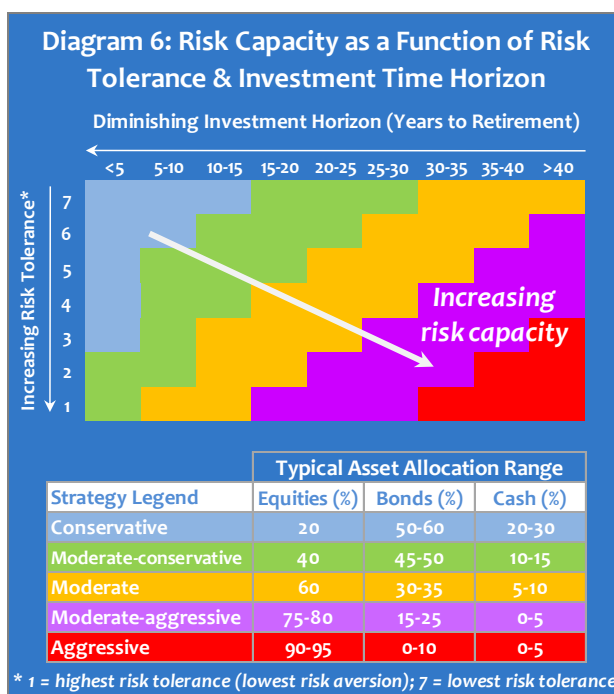 Diagram 6: Risk Capacity as a Function of Risk
Tolerance & Investment Time Horizon
Diminishing Investment Horizon (Years to Retirement)
<5 5-10 10-15 15-20 20-25 25-30 30-35 35-40 >40
Increasing Risk Tolerance*
7
6
5
4
3
2
1
Increasing
risk capacity
Typical Asset Allocation Range
Strategy Legend Equities (%) Bonds (%) Cash (%)
Conservative 20 50-60 20-30
Moderate-conservative 40 45-50 10-15
Moderate 60 30-35 5-10
Moderate-aggressive 75-80 15-25 0-5
Aggressive 90-95 0-10 0-5
* 1 = highest risk tolerance (lowest risk aversion); 7 = lowest risk tolerance